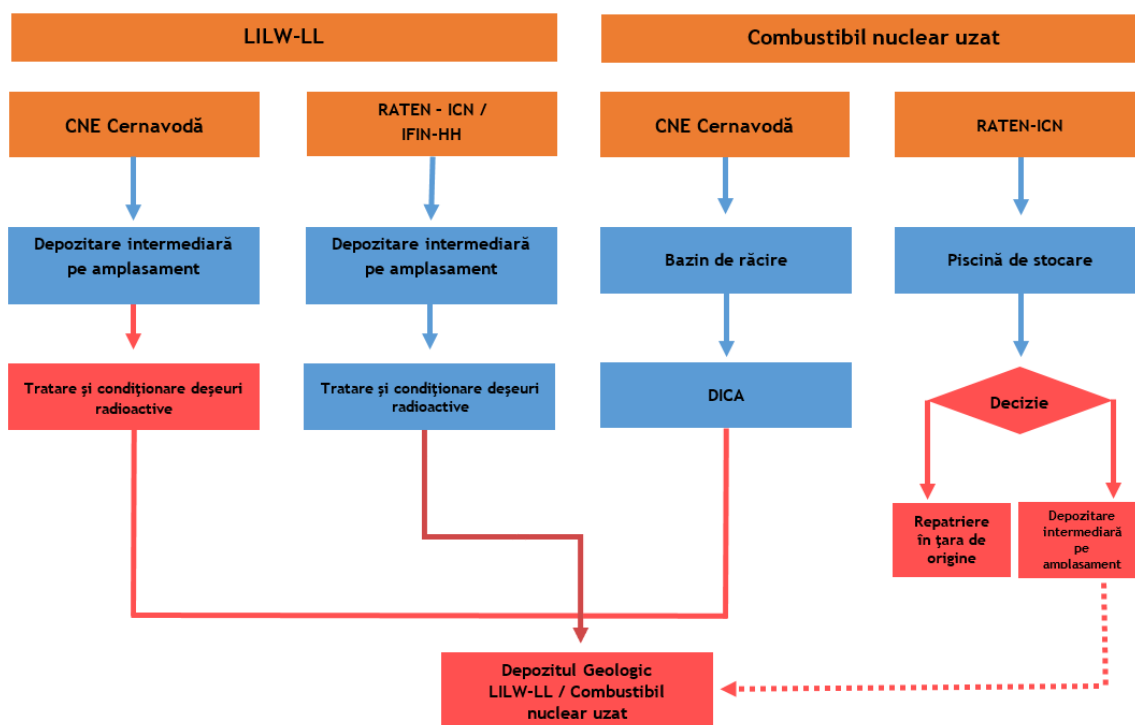 LILW-LL
Combustibil nuclear uzat
CNE Cernavodă
RATEN – ICN /
IFIN-HH
CNE Cernavodă
RATEN-ICN
Depozitare intermediară
pe amplasament
Depozitare intermediară
pe amplasament
Bazin de răcire
Piscină de stocare
Tratare și condiționare deșeuri
radioactive
Tratare și condiționare deșeuri
radioactive
DICA
Decizie
Repatriere
în țara de
origine
Depozitare
intermediară
pe
amplasament
Depozitul Geologic
LILW-LL / Combustibil
nuclear uzat